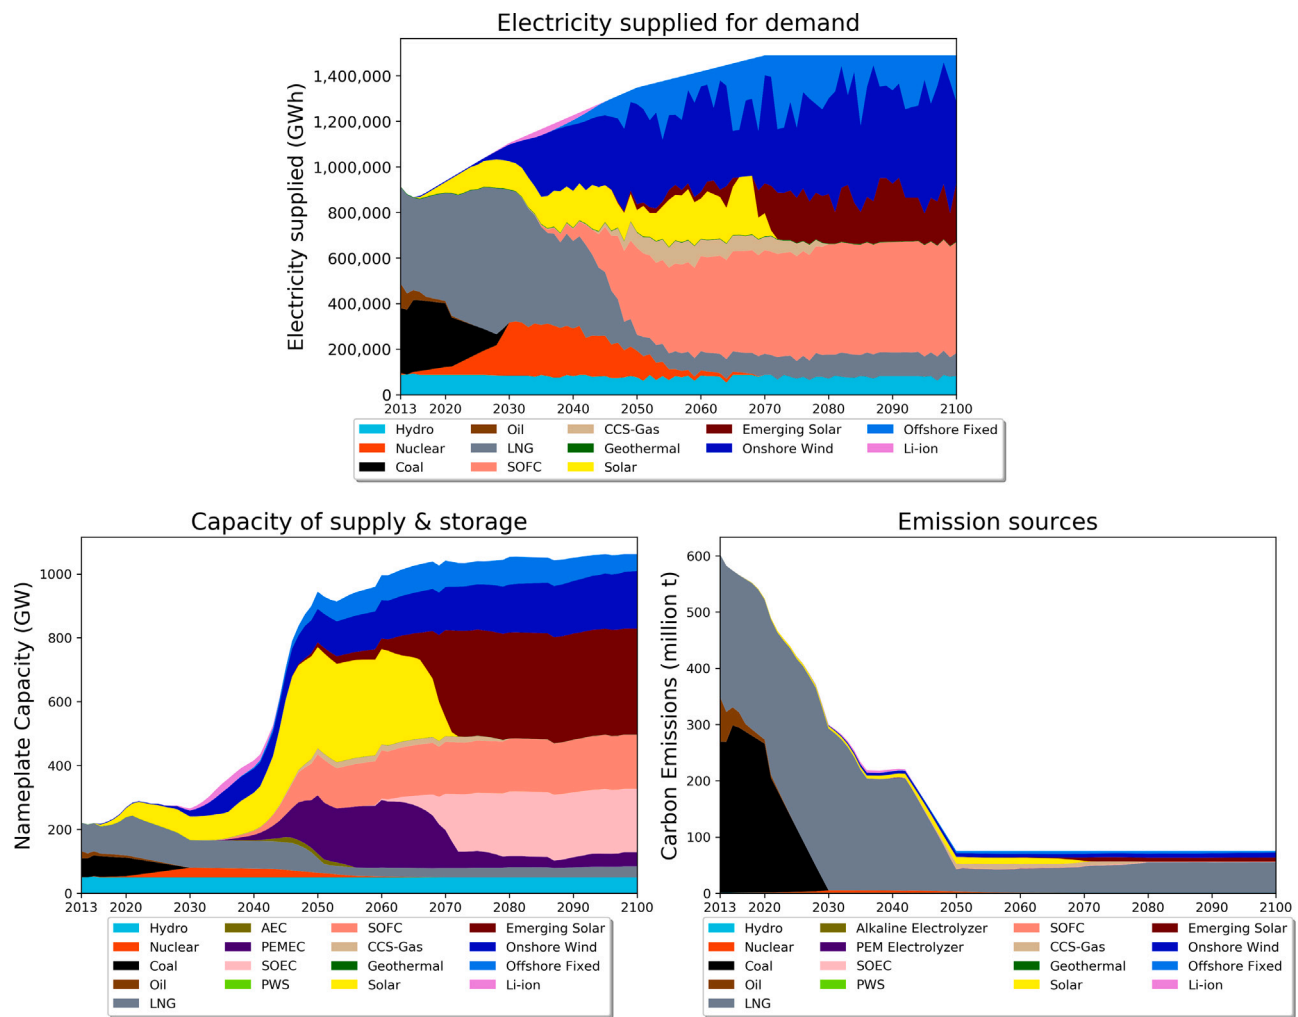 Electricity supplied for demand
Electricity supplied (GWh)
1,400,000
1,200,000
1,000,000
800,000
600,000
400,000
200,000
0
2013 2020 2030 2040 2050 2060 2070 2080 2090 2100
Hydro Oil CCS-Gas Emerging Solar Offshore Fixed
Nuclear LNG Geothermal Onshore Wind Li-ion
Coal SOFC Solar
Capacity of supply & storage
Nameplate Capacity (GW)
1000
800
600
400
200
0
2013 2020 2030 2040 2050 2060 2070 2080 2090 2100
Hydro AEC SOFC Emerging Solar
Nuclear PEMEC CCS-Gas Onshore Wind
Coal SOEC Geothermal Offshore Fixed
Oil PWS Solar Li-ion
LNG
Emission sources
Carbon Emissions (million t)
600
500
400
300
200
100
0
2013 2020 2030 2040 2050 2060 2070 2080 2090 2100
Hydro Alkaline Electrolyzer SOFC Emerging Solar
Nuclear PEM Electrolyzer CCS-Gas Onshore Wind
Coal SOEC Geothermal Offshore Fixed
Oil PWS Solar Li-ion
LNG